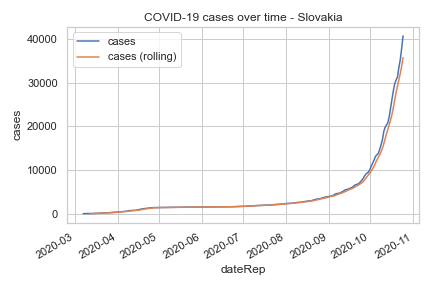 COVID-19 cases over time - Slovakia
cases
cases (rolling)
40000
30000
20000
10000
0
cases
2020-03
2020-04
2020-05
2020-06
2020-07
2020-08
2020-09
2020-10
2020-11
dateRep